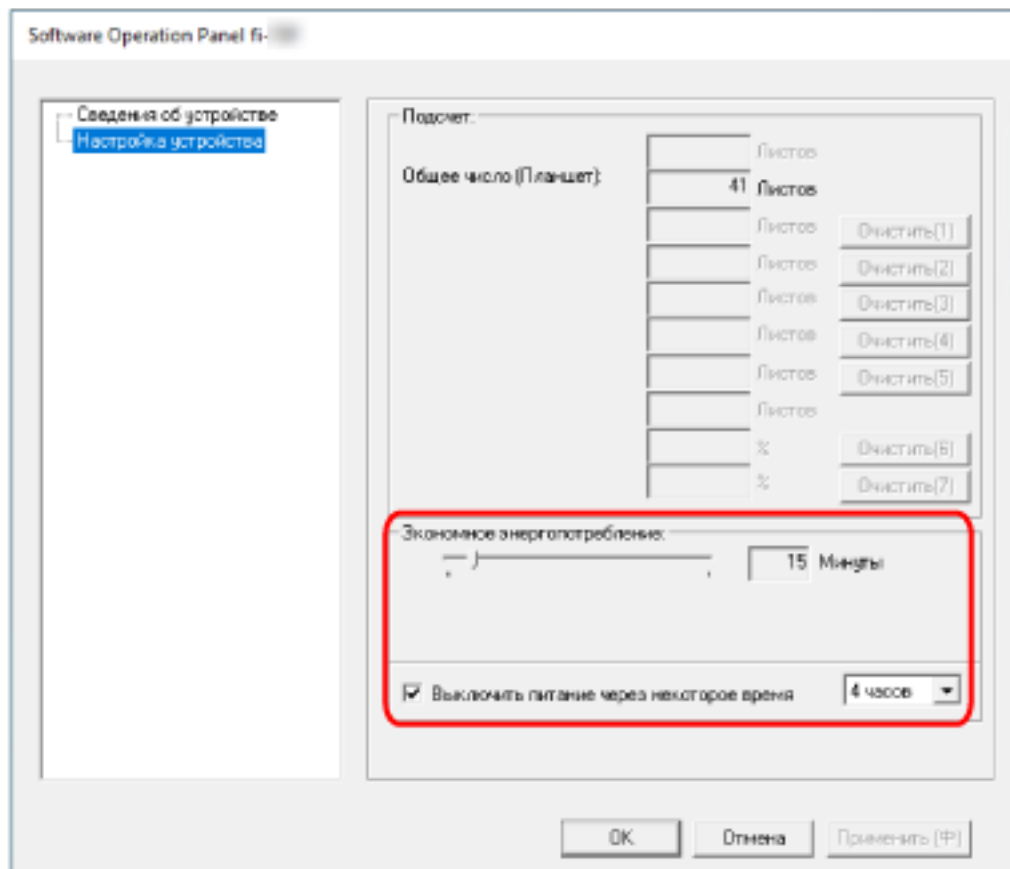 Software Operation Panel fi-
Сведения об устройстве
Настройка устройства
Подсчет:
Листов
Общее число (Планшет):
41 Листов
Листов Очистить(1)
Листов Очистить(2)
Листов Очистить(3)
Листов Очистить(4)
Листов Очистить(5)
Листов
% Очистить(6)
% Очистить(7)
Экономное энергопотребление:
15 Минуты
Выключить питание через некоторое время 4 часов
OK Отмена Применить (Ф)